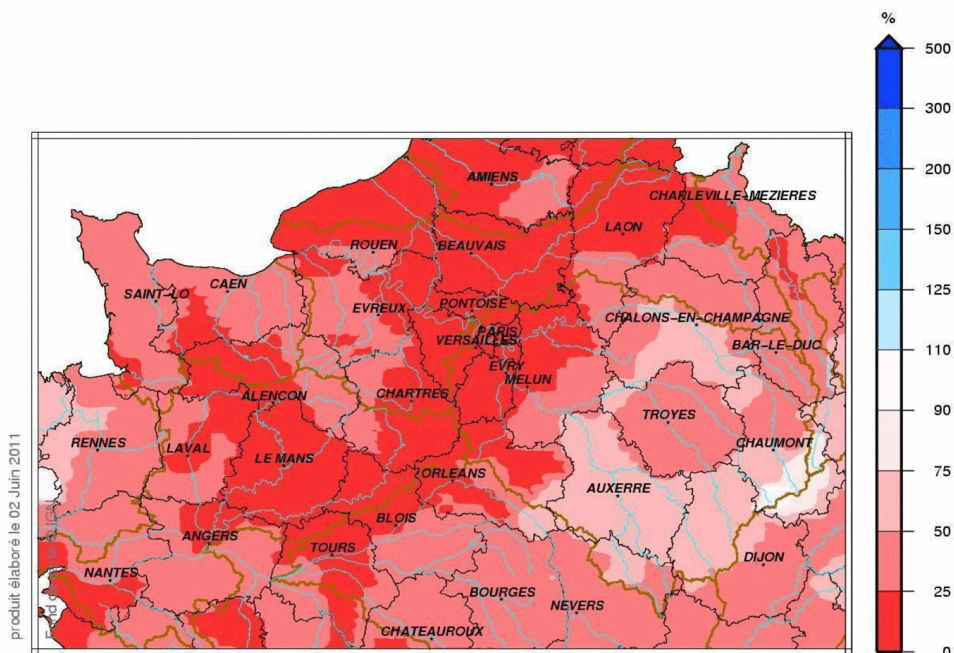 %
500
300
200
150
125
110
90
75
50
25
0
AMIENS
CHARLEVILLE-MEZIERES
LAON
ROUEN
BEAUVAIS
CAEN
SAINT-LO
EVREUX
PONTOISE
CHALONS-EN-CHAMPAGNE
PARIS
VERSAILLES
BAR-LE-DUC
EVRY
MELUN
ALENCON
CHARTRES
TROYES
RENNES
LAVAL
CHAUMONT
LE MANS
ORLEANS
AUXERRE
BLOIS
ANGERS
TOURS
DIJON
NANTES
BOURGES
NEVERS
CHATEAUROUX
produit élaboré le 02 Juin 2011